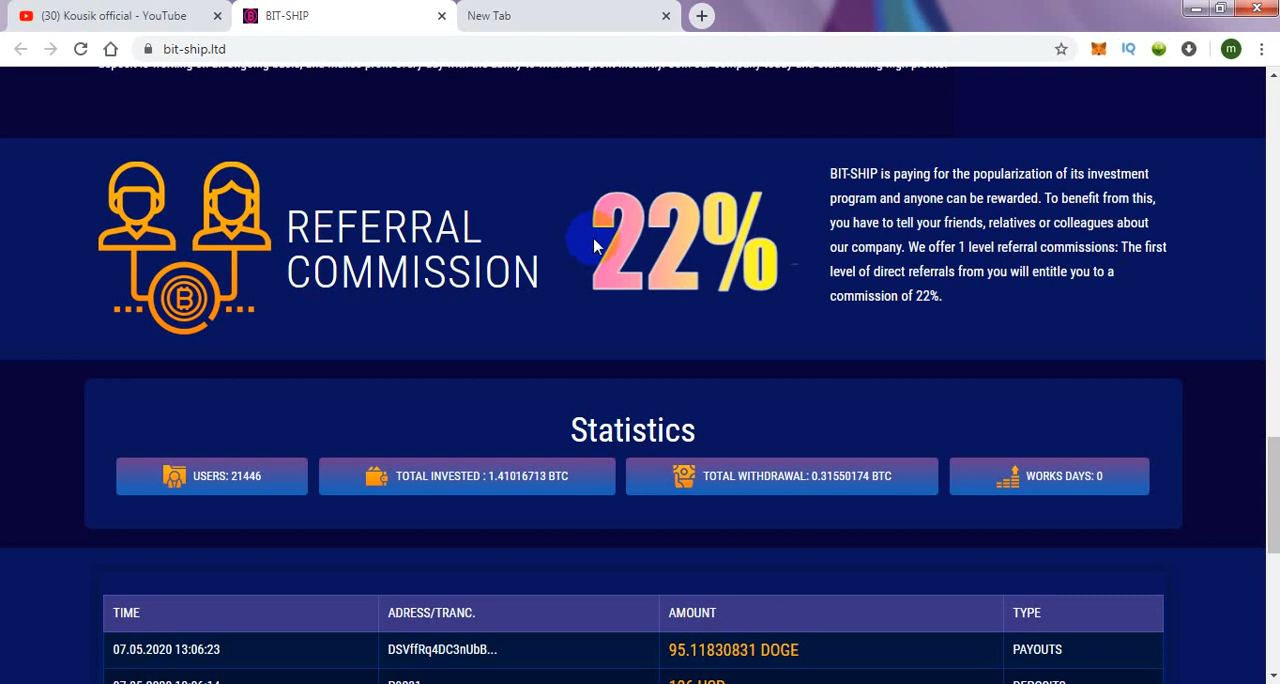 (30) Kousik official - YouTube
BIT-SHIP
New Tab
bit-ship.ltd
IQ
m
REFERRAL
COMMISSION
22%
BIT-SHIP is paying for the popularization of its investment
program and anyone can be rewarded. To benefit from this,
you have to tell your friends, relatives or colleagues about
our company. We offer 1 level referral commissions: The first
level of direct referrals from you will entitle you to a
commission of 22%.
Statistics
USERS: 21446
TOTAL INVESTED : 1.41016713 BTC
TOTAL WITHDRAWAL: 0.31550174 BTC
WORKS DAYS: 0
TIME ADRESS/TRANC. AMOUNT TYPE
07.05.2020 13:06:23 DSVffRq4DC3nUbB... 95.11830831 DOGE PAYOUTS